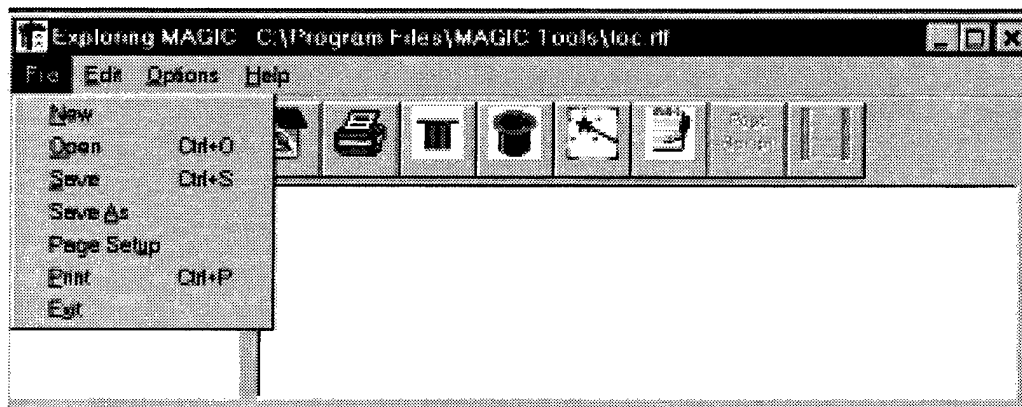 Exploring MAGIC C:\Program Files\MAGIC Tools\toc.rtf
File Edit Options Help
New
Open Ctrl+O
Save Ctrl+S
Save As
Page Setup
Print Ctrl+P
Exit